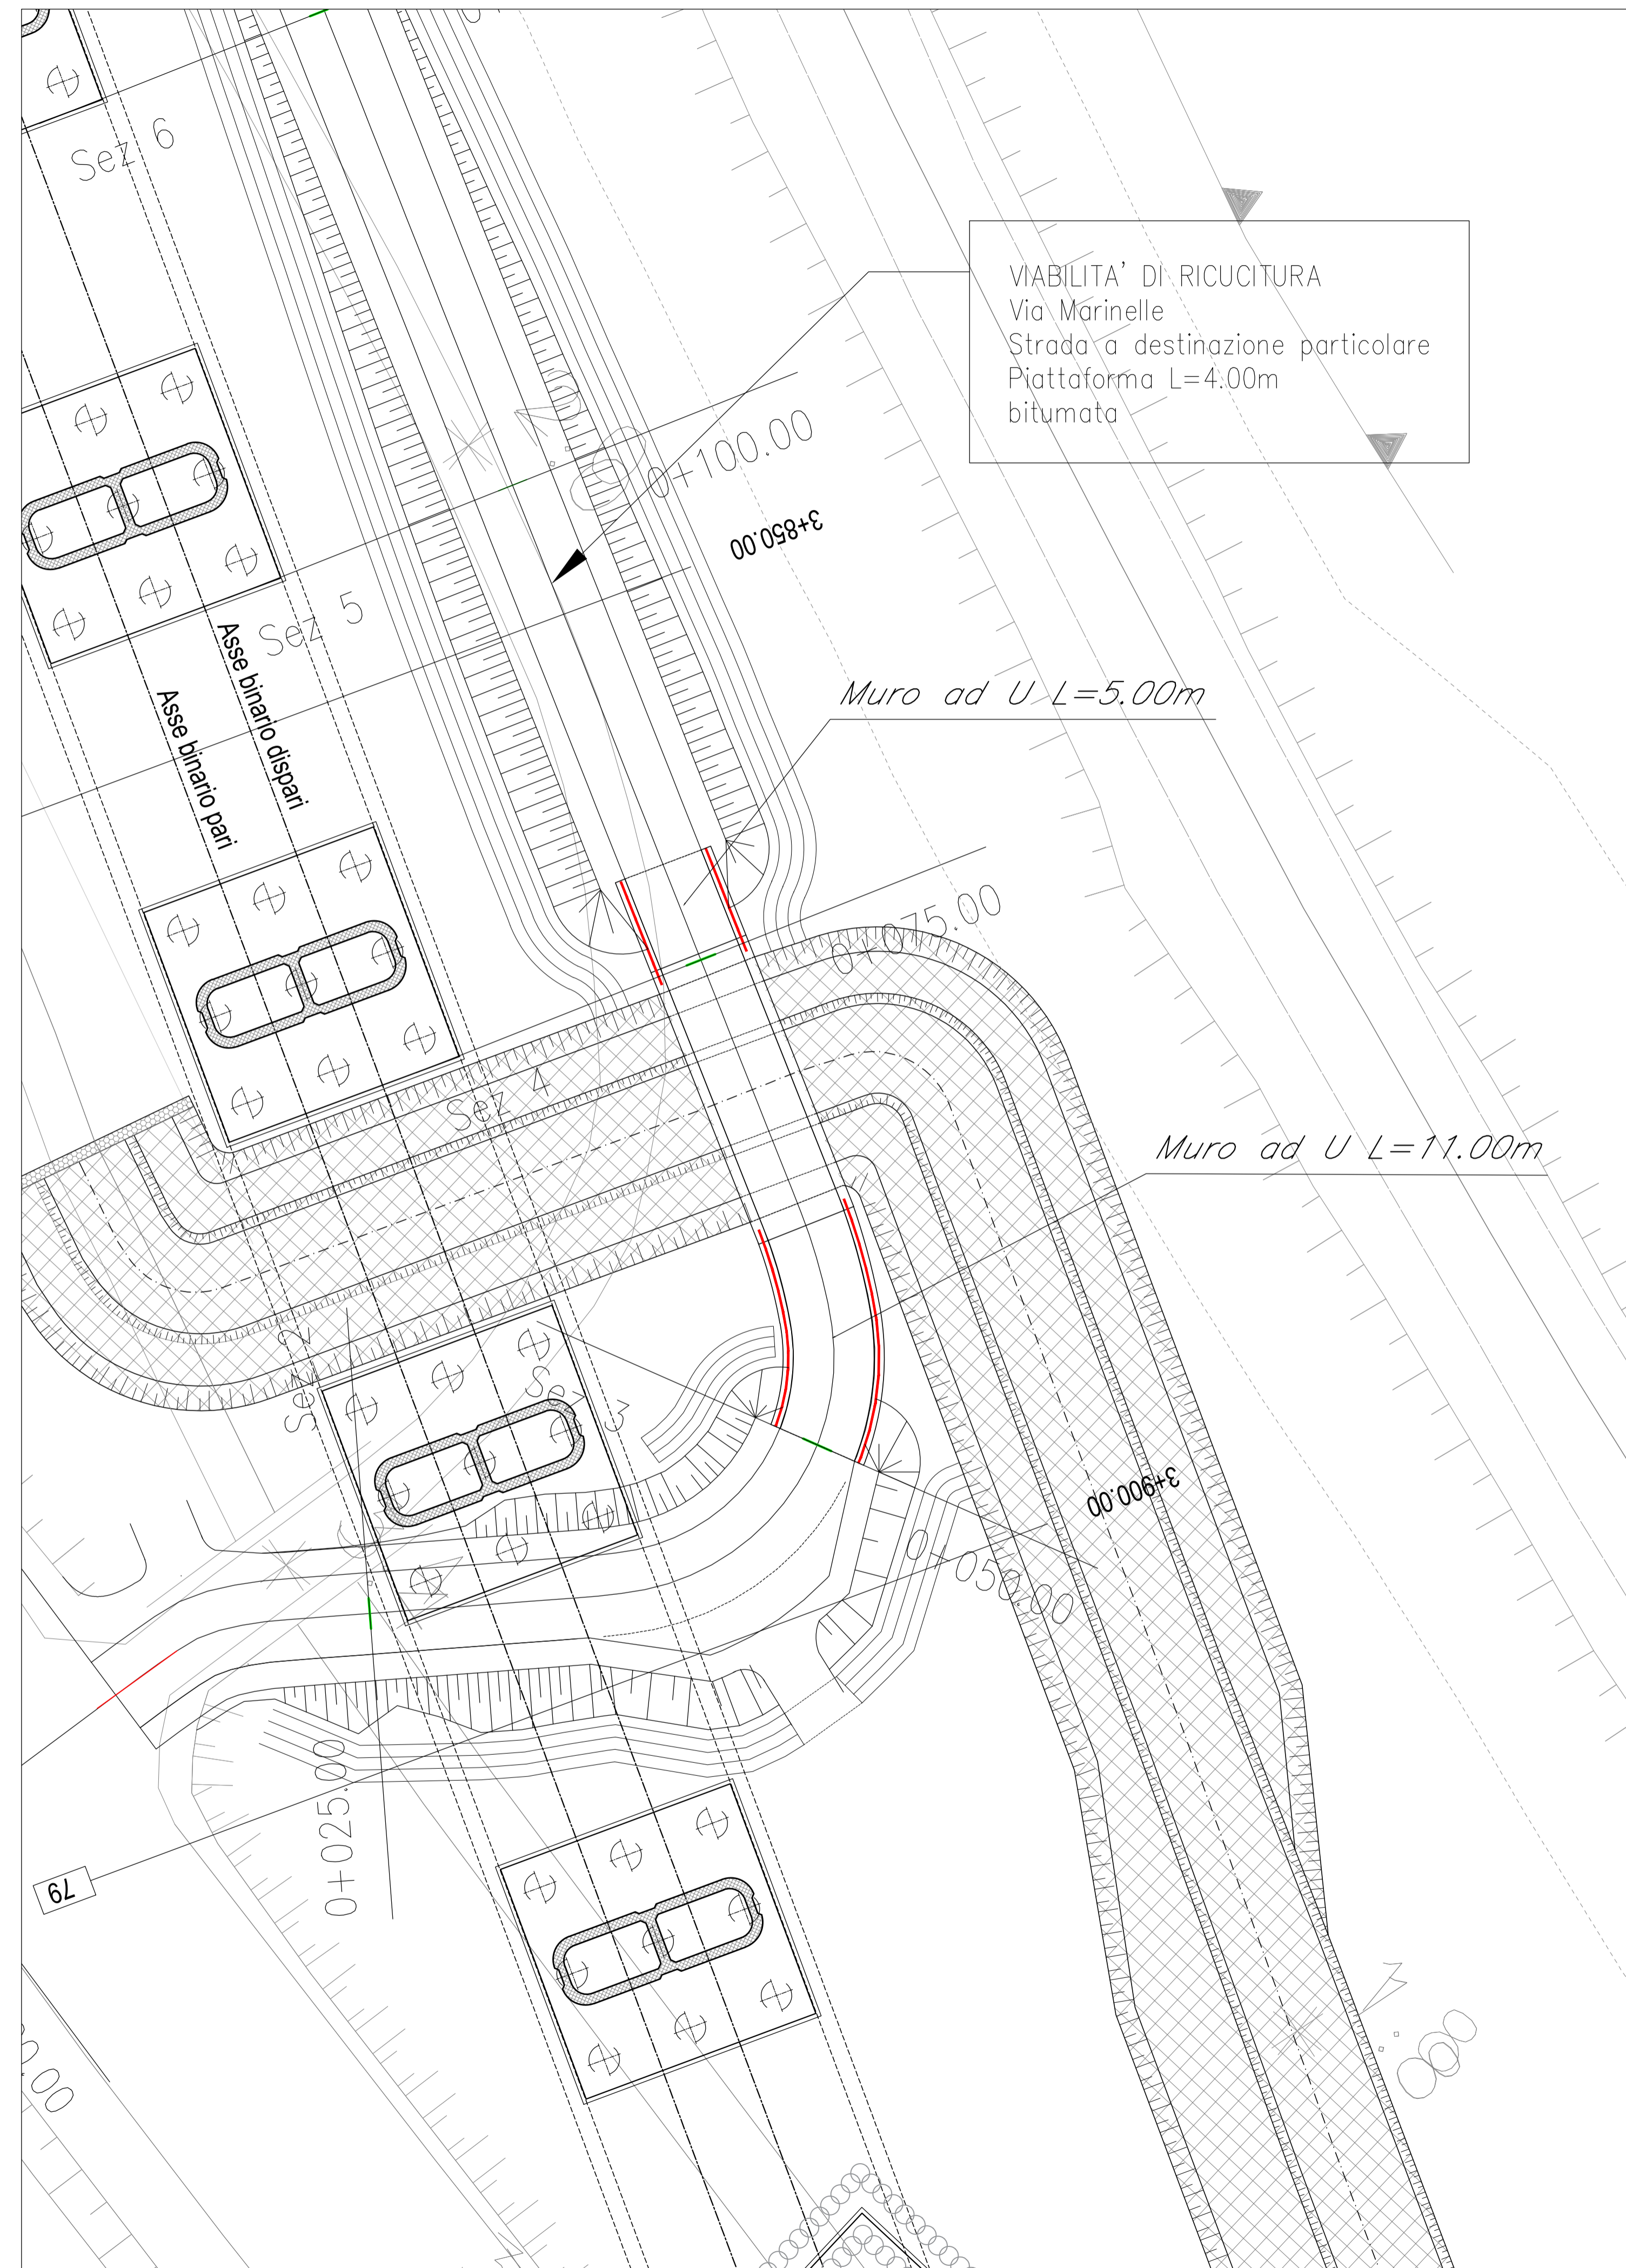 Sez 6
VIABILITA' DI RICUCITURA
Via Marinelle
Strada a destinazione particolare
Piattaforma L=4.00m
bitumata
0+100.00
3+850.00
Sez 5
Asse binario dispari
Asse binario pari
Muro ad U L=5.00m
0+075.00
Sez 4
Muro ad U L=11.00m
Sez 2
Sez 3
3+900.00
0+050.00
0+025.00
79